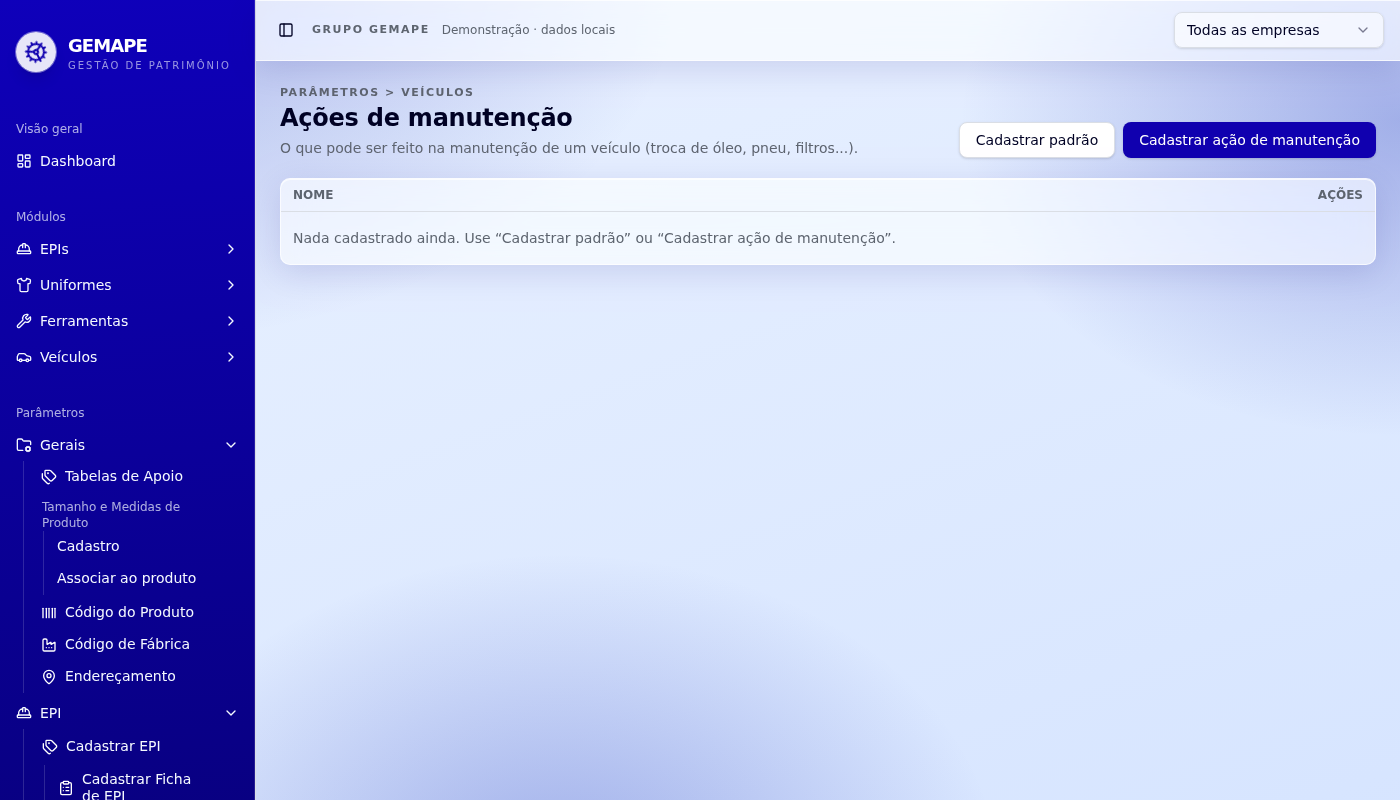 GEMAPE
GESTÃO DE PATRIMÔNIO
Visão geral
Dashboard
Módulos
EPIs
Uniformes
Ferramentas
Veículos
Parâmetros
Gerais
Tabelas de Apoio
Tamanho e Medidas de
Produto
Cadastro
Associar ao produto
Código do Produto
Código de Fábrica
Endereçamento
EPI
Cadastrar EPI
Cadastrar Ficha
de EPI
GRUPO GEMAPE Demonstração · dados locais
Todas as empresas
PARÂMETROS > VEÍCULOS
Ações de manutenção
O que pode ser feito na manutenção de um veículo (troca de óleo, pneu, filtros...).
Cadastrar padrão
Cadastrar ação de manutenção
NOME AÇÕES
Nada cadastrado ainda. Use “Cadastrar padrão” ou “Cadastrar ação de manutenção”.